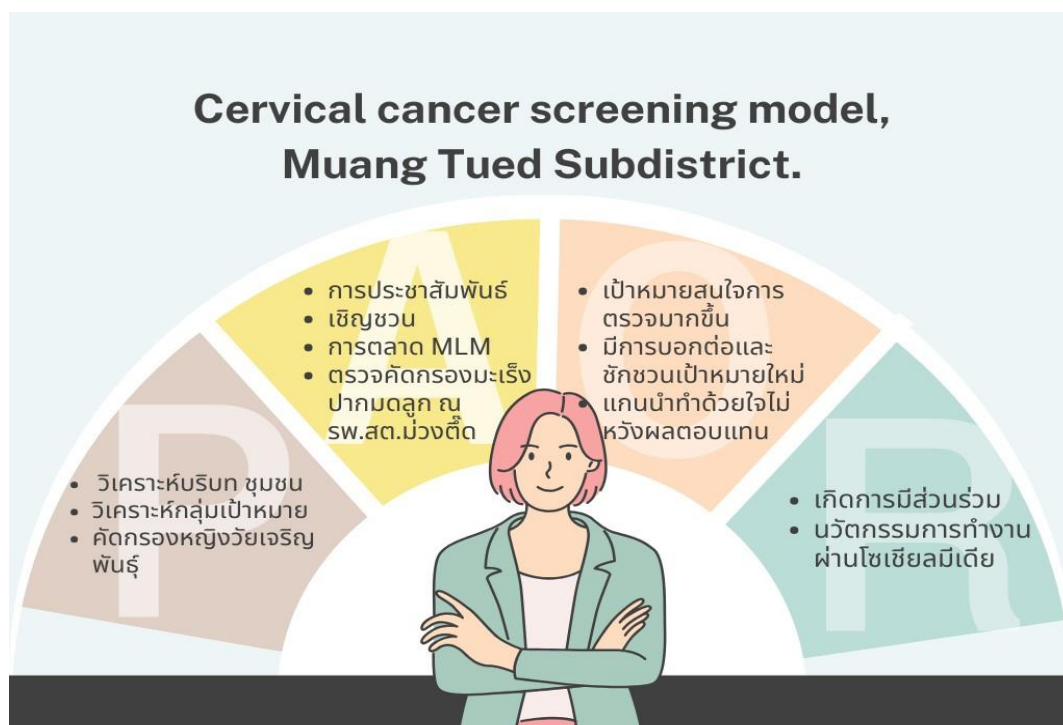 Cervical cancer screening model,
Muang Tued Subdistrict.
P
• วิเคราะห์บริบท ชุมชน
• วิเคราะห์กลุ่มเป้าหมาย
• คัดกรองหญิงวัยเจริญ
พันธุ์
A
• การประชาสัมพันธ์
• เชิญชวน
• การตลาด MLM
• ตรวจคัดกรองมะเร็ง
ปากมดลูก ณ
รพ.สต.ม่วงตึ๊ด
O
• เป้าหมายสนใจการ
ตรวจมากขึ้น
• มีการบอกต่อและ
ชักชวนเป้าหมายใหม่
• แกนนำทำด้วยใจไม่
หวังผลตอบแทน
R
• เกิดการมีส่วนร่วม
• นวัตกรรมการทำงาน
ผ่านโซเชียลมีเดีย